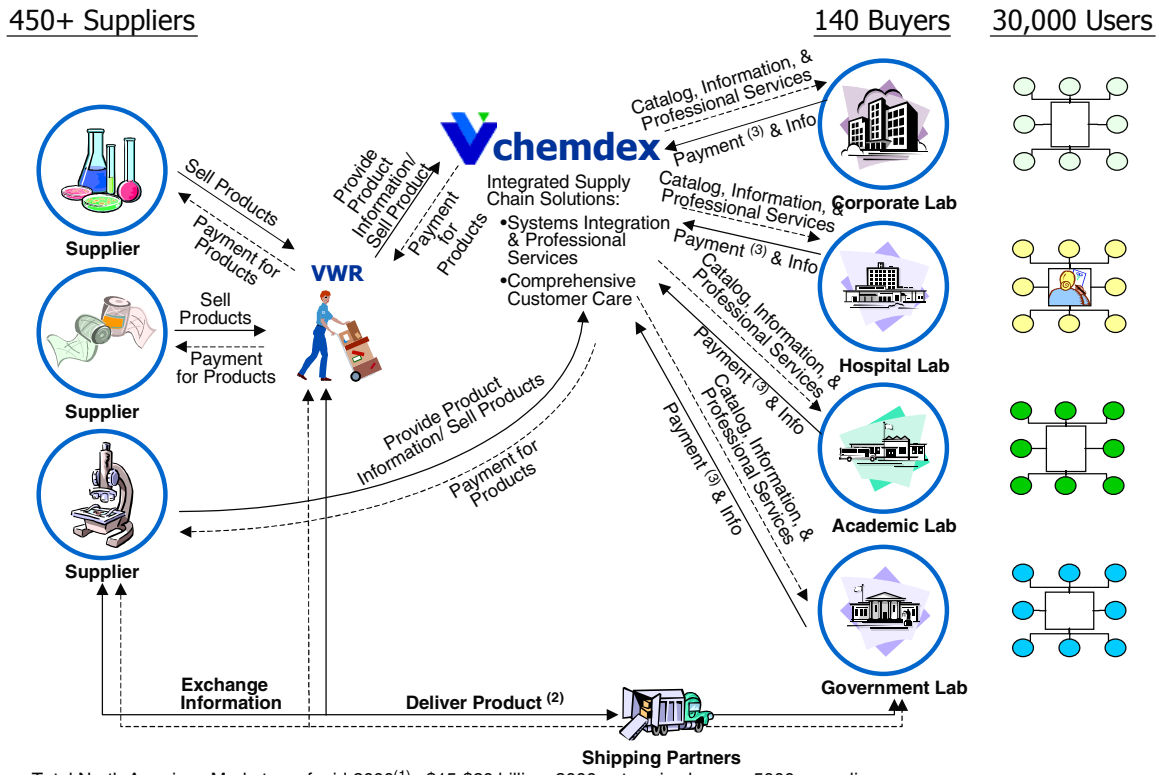 450+ Suppliers
140 Buyers
30,000 Users
Supplier
Sell Products
Payment for
Products
Supplier
Sell
Products
Payment
for Products
Supplier
VWR
Provide
Product
Information/
Sell Product
Payment
for
Products
Provide Product
Information/ Sell Products
Payment for
Products
chemdex
Integrated Supply
Chain Solutions:
•Systems Integration
& Professional
Services
•Comprehensive
Customer Care
Catalog, Information, &
Professional Services
Payment (3) & Info
Corporate Lab
Catalog, Information, &
Professional Services
Payment (3) & Info
Hospital Lab
Catalog, Information, &
Professional Services
Payment (3) & Info
Academic Lab
Catalog, Information, &
Professional Services
Payment (3) & Info
Government Lab
Exchange
Information
Deliver Product (2)
Shipping Partners